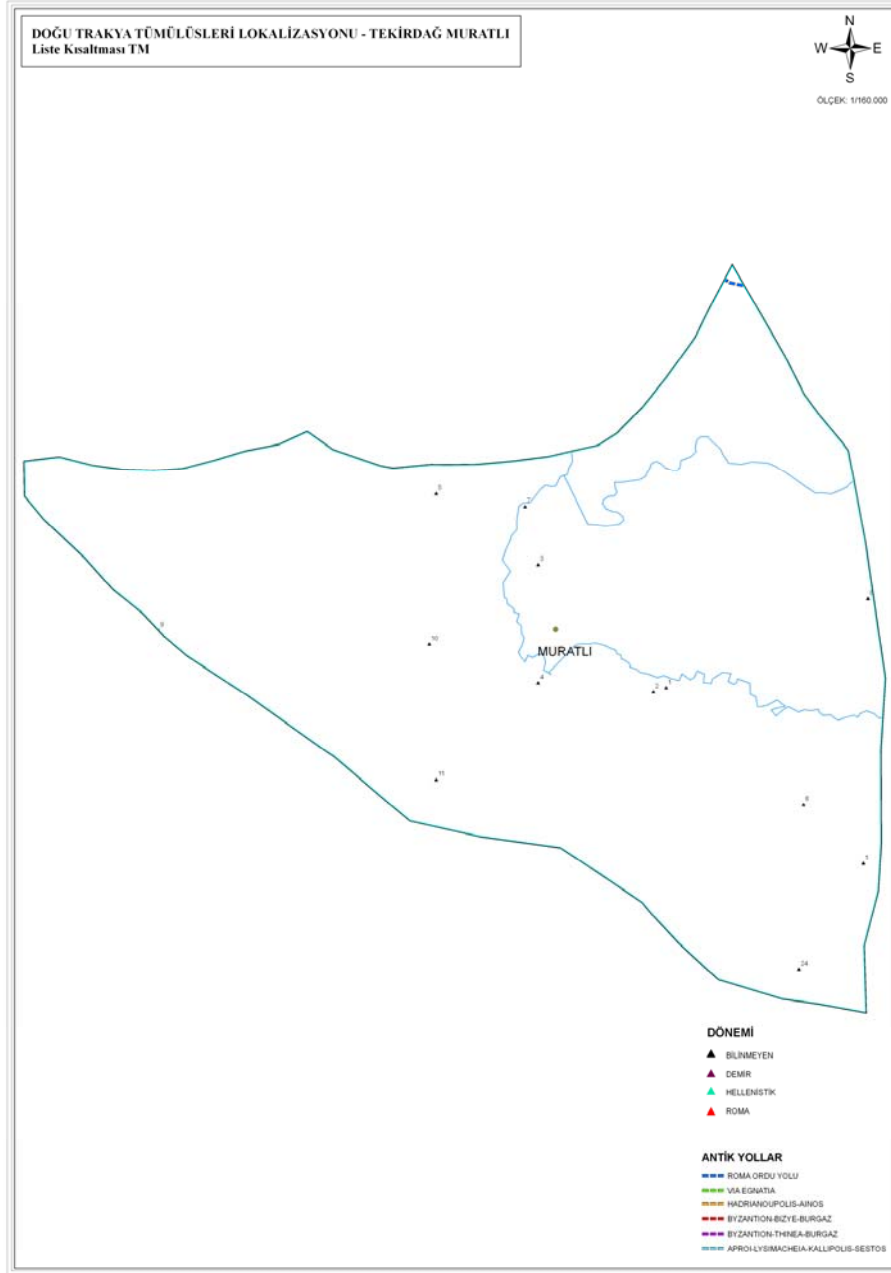 DOĞU TRAKYA TÜMÜLÜSLERİ LOKALİZASYONU - TEKİRDAĞ MURATLI
Liste Kısaltması TM
N
W
E
S
ÖLÇEK: 1/160.000
7
3
9
10
MURATLI
4
2
1
11
24
DÖNEMİ
BİLİNMEYEN
DEMİR
HELLENİSTİK
ROMA
ANTİK YOLLAR
ROMA ORDU YOLU
VIA EGNATIA
HADRIANOUPOLIS-AINOS
BYZANTION-BIZYE-BURGAZ
BYZANTION-THINEA-BURGAZ
APROI-LYSIMACHEIA-KALLIPOLIS-SESTOS